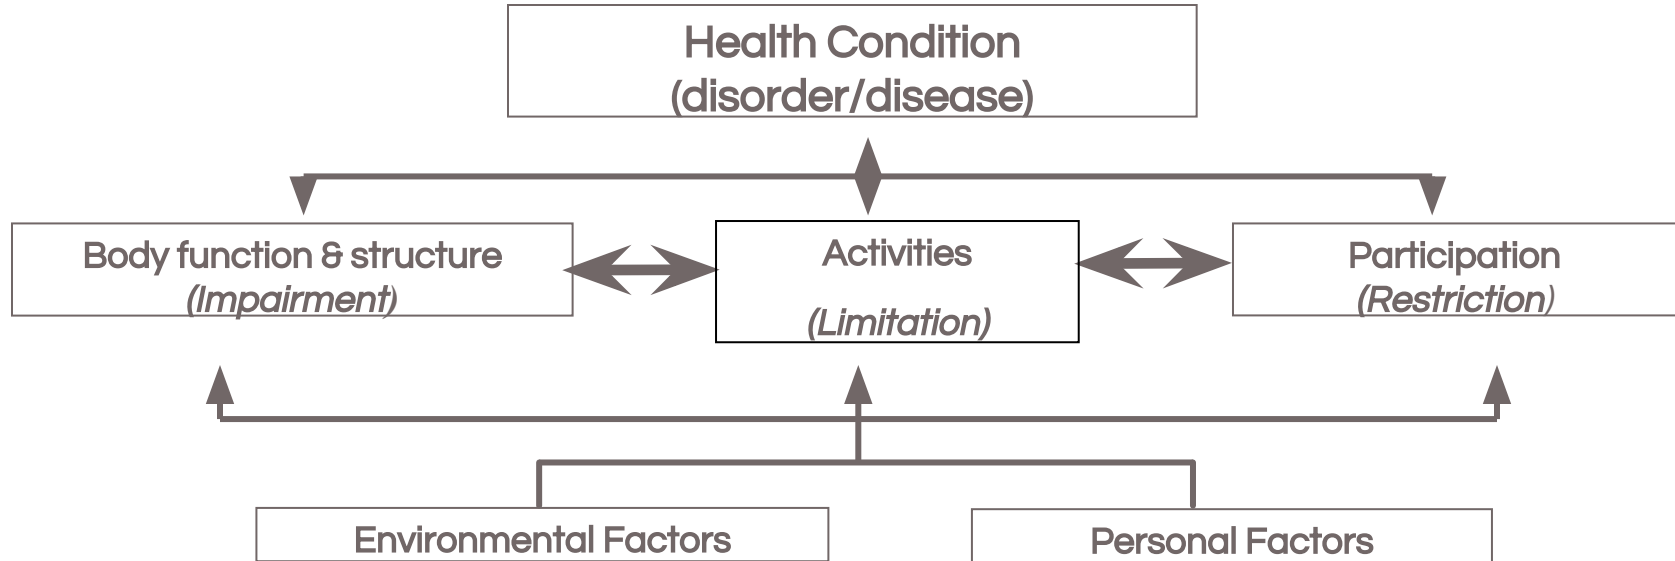 Health Condition
(disorder/disease)
Body function & structure
(Impairment)
Activities
(Limitation)
Participation
(Restriction)
Environmental Factors
Personal Factors